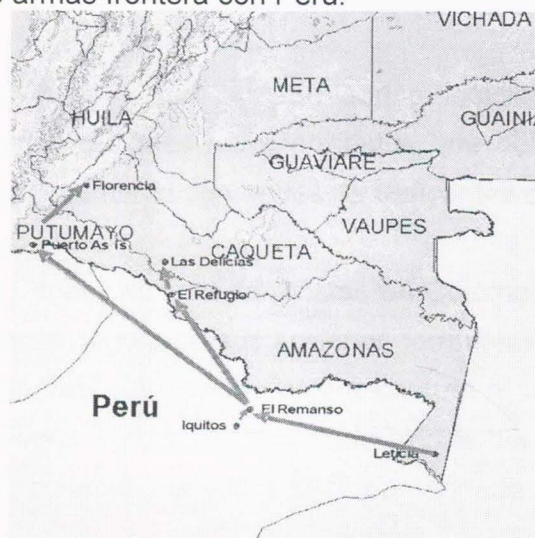 armas frontera con Perú.
VICHADA
META
HUILA
GUAINI
GUAVIARE
Florencia
VAUPES
PUTUMAYO
CAQUETA
Puerto As ís
Las Delicias
El Refugio
AMAZONAS
Perú
El Remanso
Iquitos
Leticia